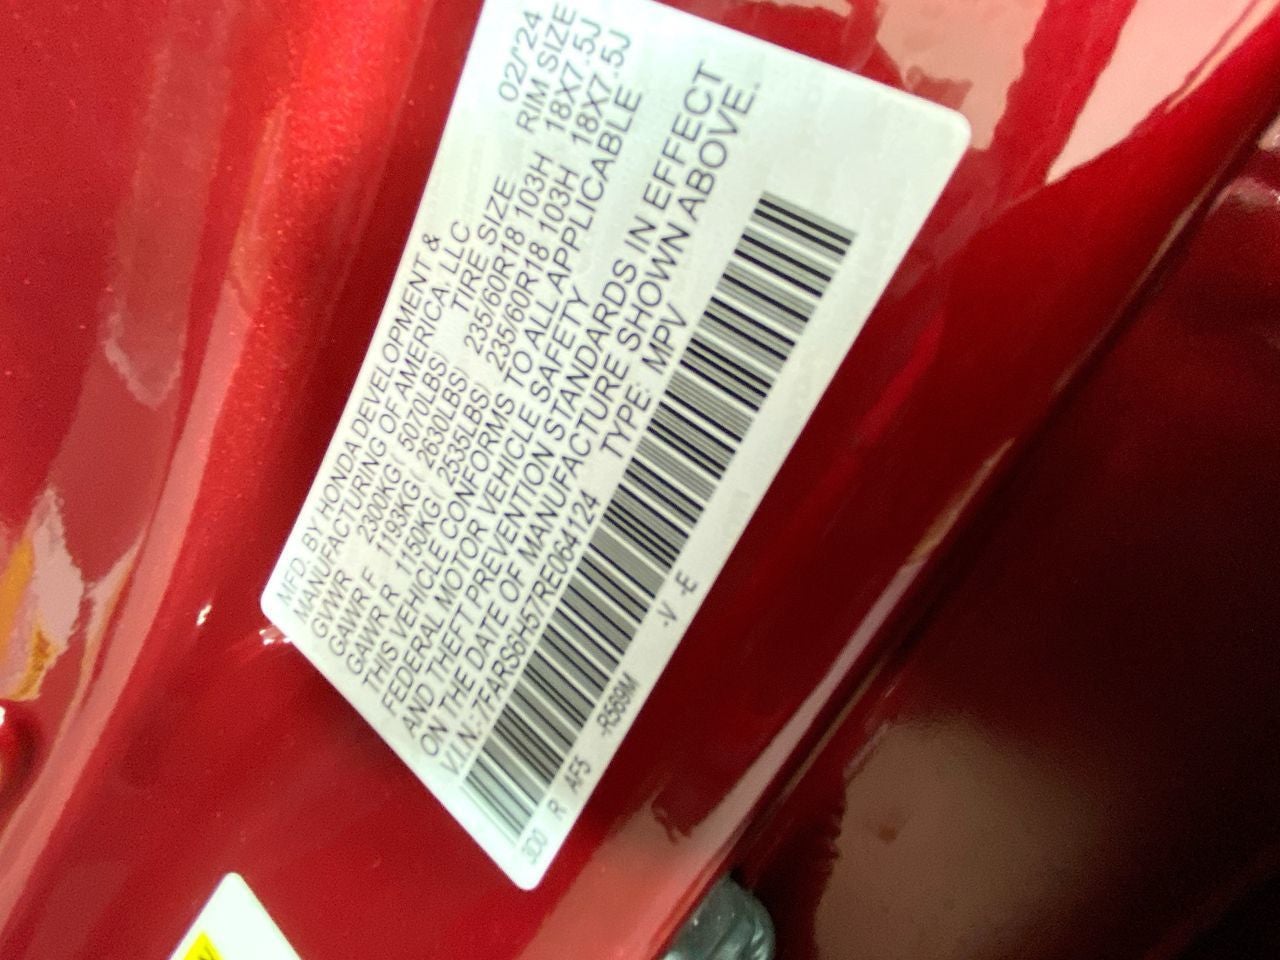 MFD. BY HONDA DEVELOPMENT & 02/'24
MANUFACTURING OF AMERICA, LLC
GVWR 2300KG (5070LBS) TIRE SIZE RIM SIZE
GAWR F 1193KG (2630LBS) 235/60R18 103H 18X7.5J
GAWR R 1150KG (2535LBS) 235/60R18 103H 18X7.5J
THIS VEHICLE CONFORMS TO ALL APPLICABLE
FEDERAL MOTOR VEHICLE SAFETY
AND THEFT PREVENTION STANDARDS IN EFFECT
ON THE DATE OF MANUFACTURE SHOWN ABOVE.
V.I.N.:7FARS6H57RE064124 TYPE: MPV
3D0 R AF5 -R569M -V -E